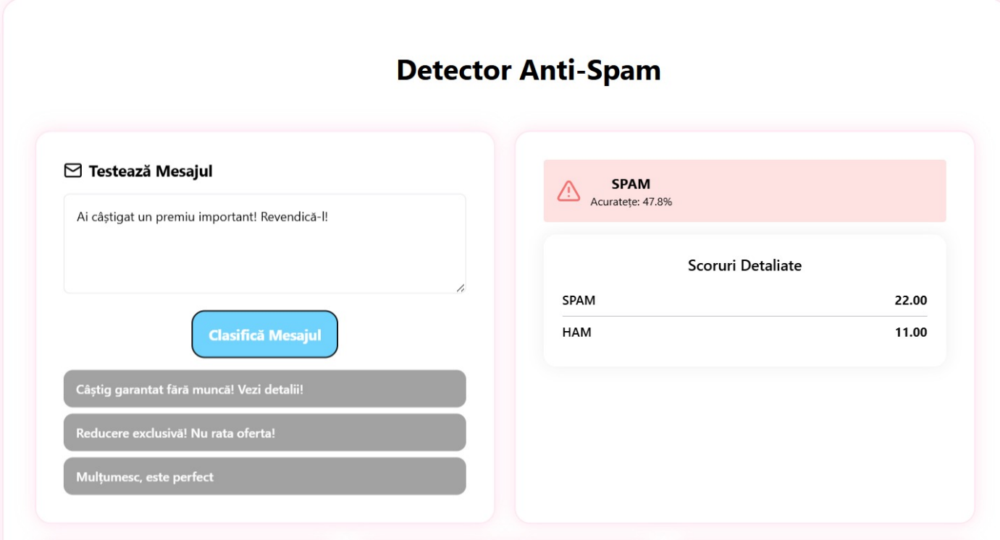 Detector Anti-Spam
Testează Mesajul
Ai câștigat un premiu important! Revendică-l!
Clasifică Mesajul
Câștig garantat fără muncă! Vezi detalii!
Reducere exclusivă! Nu rata oferta!
Mulțumesc, este perfect
SPAM
Acuratețe: 47.8%
Scoruri Detaliate
SPAM 22.00
HAM 11.00